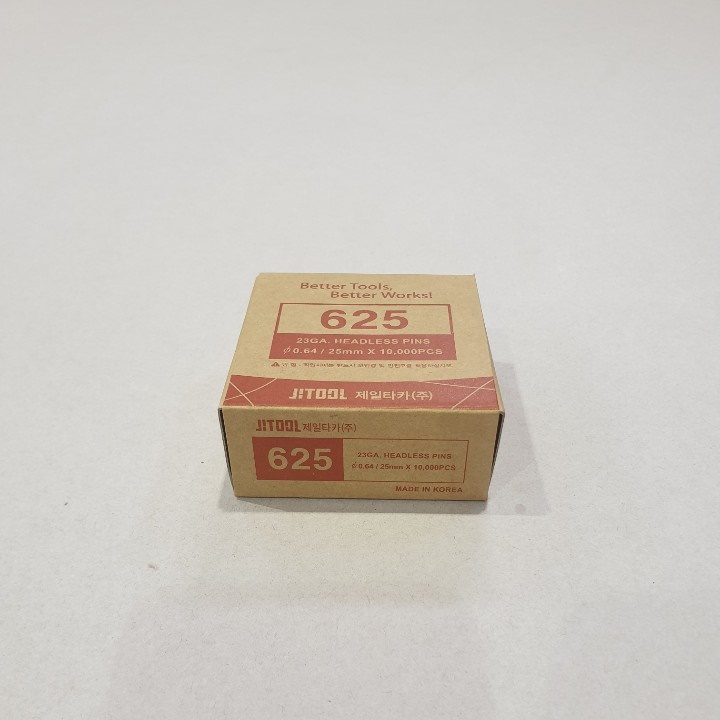 Better Tools,
Better Works!
625
23GA. HEADLESS PINS
φ0.64 / 25mm X 10,000PCS
JITOOL 제일타카(주)
JITOOL 제일타카(주)
625
23GA. HEADLESS PINS
φ0.64 / 25mm X 10,000PCS
MADE IN KOREA